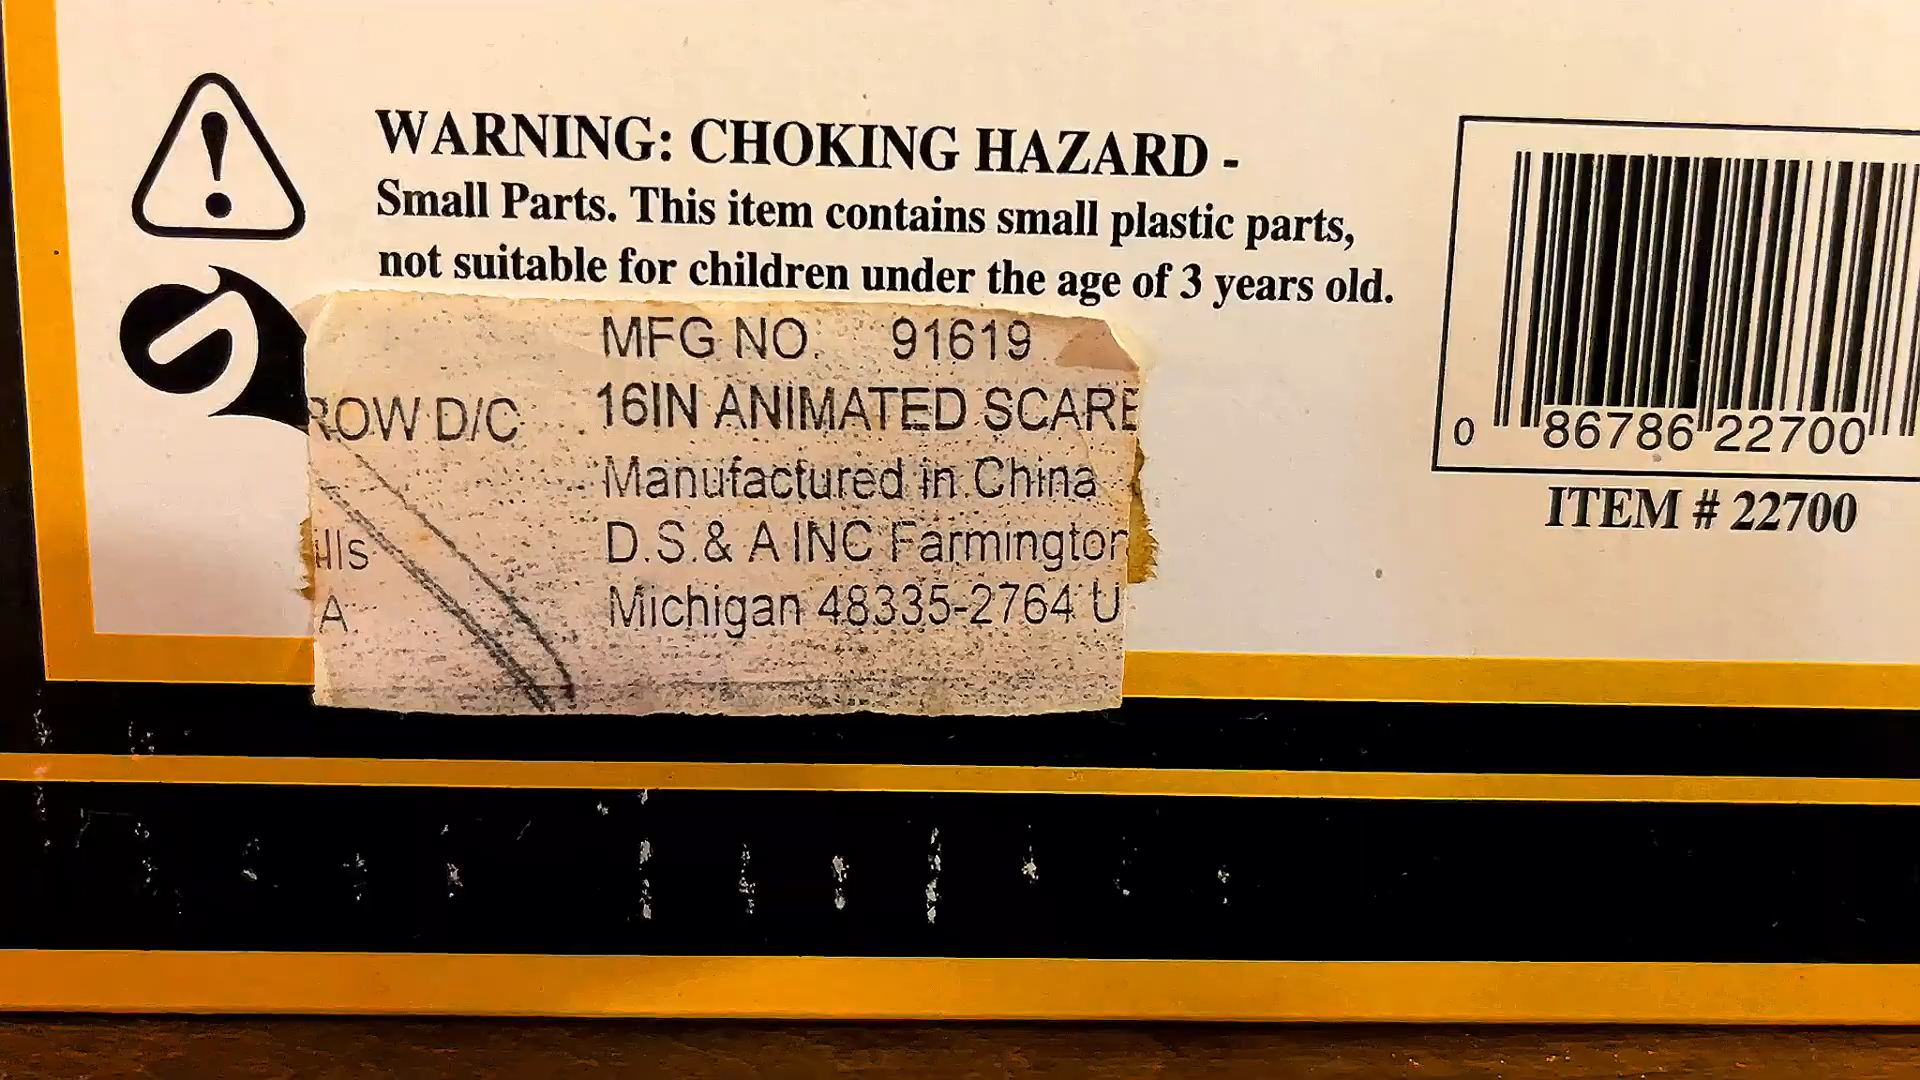 WARNING: CHOKING HAZARD -
Small Parts. This item contains small plastic parts,
not suitable for children under the age of 3 years old.
MFG NO. 91619
ROW D/C 16IN ANIMATED SCARE
Manufactured in China
lls D.S.& A INC Farmington
A Michigan 48335-2764 U
0 86786 22700
ITEM # 22700